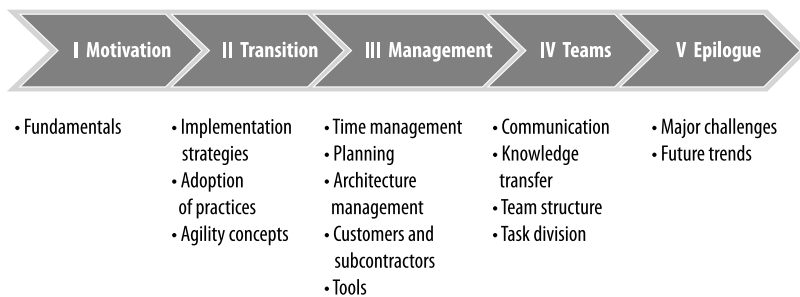 I Motivation
II Transition
III Management
IV Teams
V Epilogue
• Fundamentals
• Implementation
strategies
• Adoption
of practices
• Agility concepts
• Time management
• Planning
• Architecture
management
• Customers and
subcontractors
• Tools
• Communication
• Knowledge
transfer
• Team structure
• Task division
• Major challenges
• Future trends